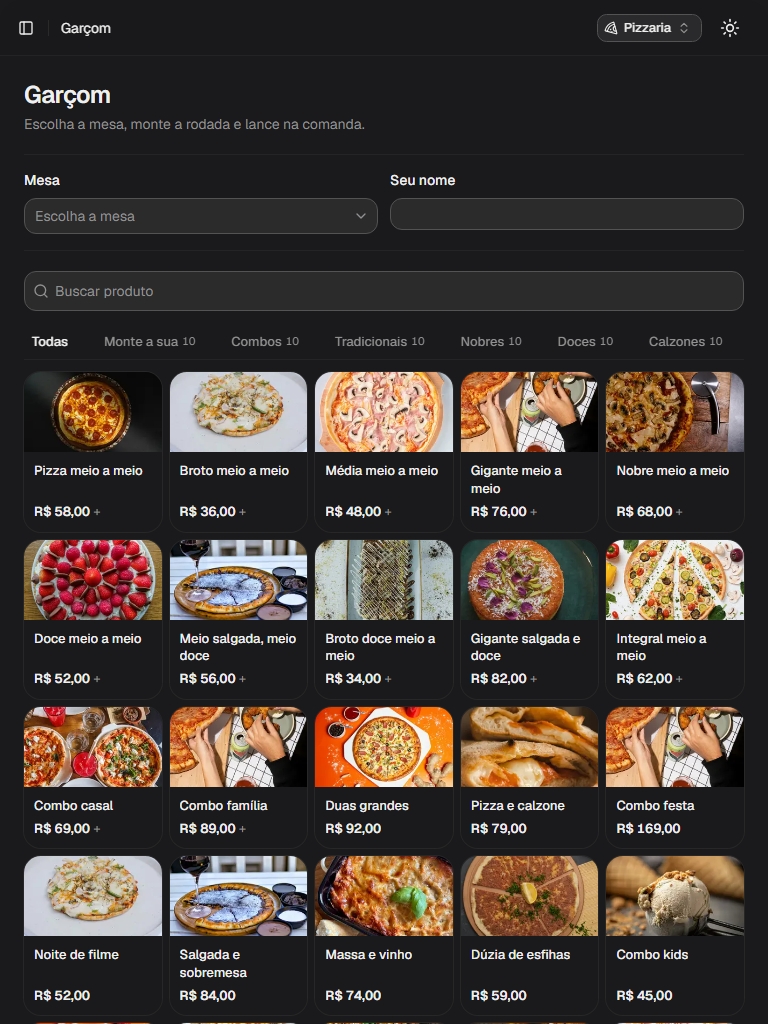 Garçom
Pizzaria
Garçom
Escolha a mesa, monte a rodada e lance na comanda.
Mesa
Seu nome
Escolha a mesa
Buscar produto
Todas
Monte a sua 10
Combos 10
Tradicionais 10
Nobres 10
Doces 10
Calzones 10
Pizza meio a meio
R$ 58,00 +
Broto meio a meio
R$ 36,00 +
Média meio a meio
R$ 48,00 +
Gigante meio a
meio
R$ 76,00 +
Nobre meio a meio
R$ 68,00 +
Doce meio a meio
R$ 52,00 +
Meio salgada, meio
doce
R$ 56,00 +
Broto doce meio a
meio
R$ 34,00 +
Gigante salgada e
doce
R$ 82,00 +
Integral meio a
meio
R$ 62,00 +
Combo casal
R$ 69,00 +
Combo família
R$ 89,00 +
Duas grandes
R$ 92,00
Pizza e calzone
R$ 79,00
Combo festa
R$ 169,00
Noite de filme
R$ 52,00
Salgada e
sobremesa
R$ 84,00
Massa e vinho
R$ 74,00
Dúzia de esfihas
R$ 59,00
Combo kids
R$ 45,00